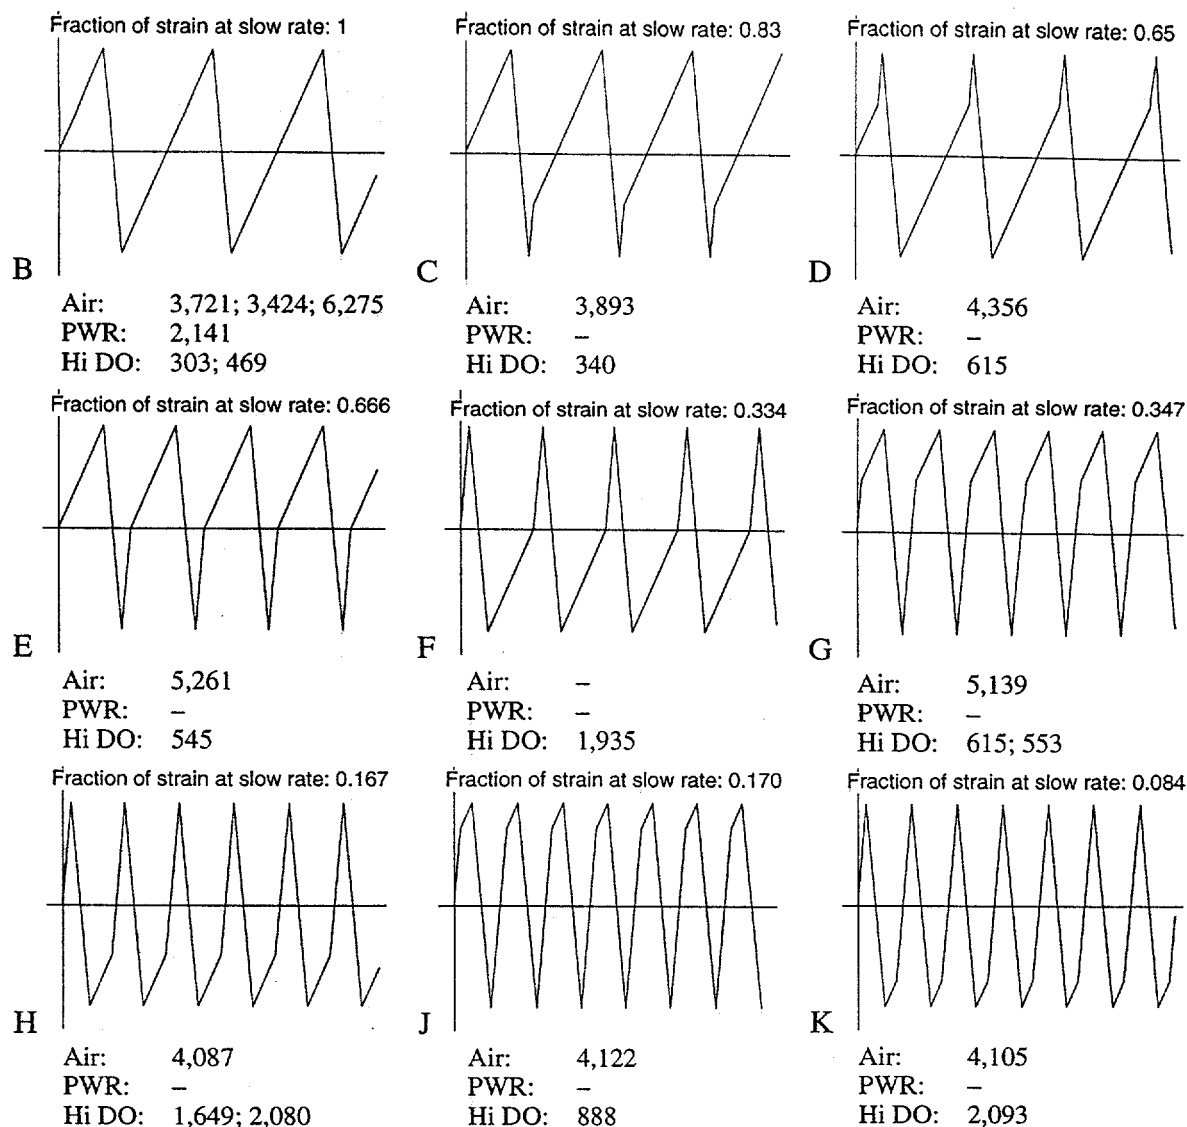 Fraction of strain at slow rate: 1
B
Air: 3,721; 3,424; 6,275
PWR: 2,141
Hi DO: 303; 469
Fraction of strain at slow rate: 0.83
C
Air: 3,893
PWR: –
Hi DO: 340
Fraction of strain at slow rate: 0.65
D
Air: 4,356
PWR: –
Hi DO: 615
Fraction of strain at slow rate: 0.666
E
Air: 5,261
PWR: –
Hi DO: 545
Fraction of strain at slow rate: 0.334
F
Air: –
PWR: –
Hi DO: 1,935
Fraction of strain at slow rate: 0.347
G
Air: 5,139
PWR: –
Hi DO: 615; 553
Fraction of strain at slow rate: 0.167
H
Air: 4,087
PWR: –
Hi DO: 1,649; 2,080
Fraction of strain at slow rate: 0.170
J
Air: 4,122
PWR: –
Hi DO: 888
Fraction of strain at slow rate: 0.084
K
Air: 4,105
PWR: –
Hi DO: 2,093